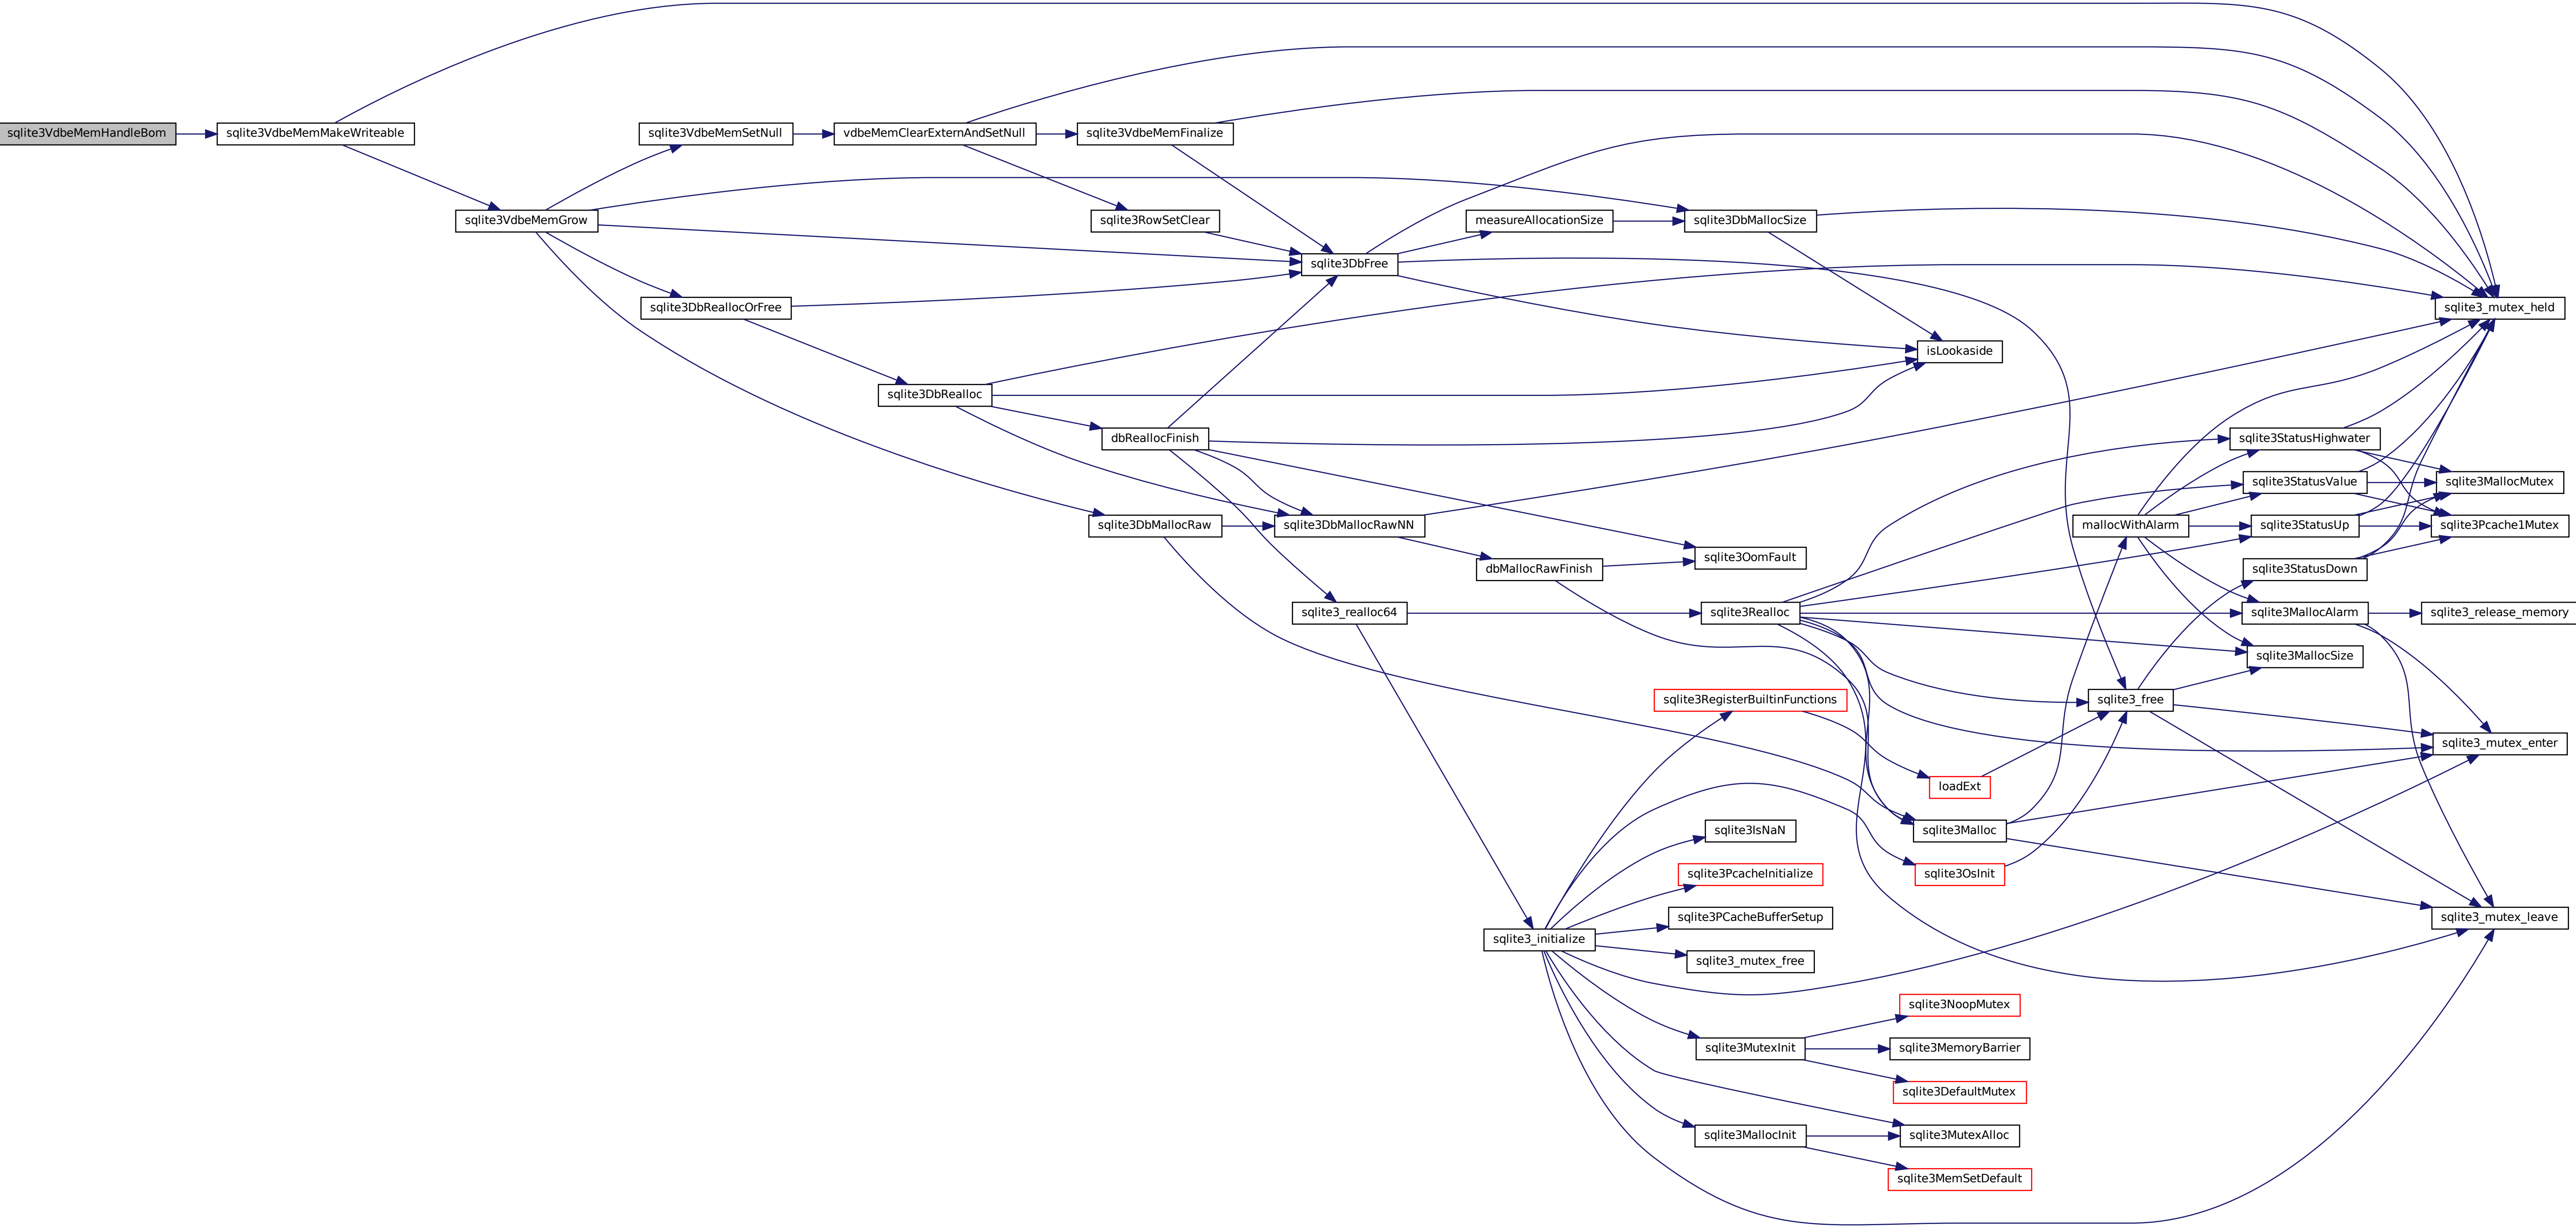 sqlite3VdbeMemHandleBom
sqlite3VdbeMemMakeWriteable
sqlite3VdbeMemGrow
sqlite3VdbeMemSetNull
vdbeMemClearExternAndSetNull
sqlite3VdbeMemFinalize
sqlite3RowSetClear
sqlite3DbFree
measureAllocationSize
sqlite3DbMallocSize
sqlite3_mutex_held
isLookaside
sqlite3DbReallocOrFree
sqlite3DbRealloc
dbReallocFinish
sqlite3DbMallocRaw
sqlite3DbMallocRawNN
dbMallocRawFinish
sqlite3OomFault
sqlite3_realloc64
sqlite3Realloc
mallocWithAlarm
sqlite3StatusHighwater
sqlite3StatusValue
sqlite3StatusUp
sqlite3StatusDown
sqlite3MallocMutex
sqlite3Pcache1Mutex
sqlite3MallocAlarm
sqlite3_release_memory
sqlite3MallocSize
sqlite3_free
sqlite3_mutex_enter
sqlite3RegisterBuiltinFunctions
loadExt
sqlite3IsNaN
sqlite3Malloc
sqlite3PcacheInitialize
sqlite3OsInit
sqlite3PCacheBufferSetup
sqlite3_mutex_leave
sqlite3_initialize
sqlite3_mutex_free
sqlite3NoopMutex
sqlite3MutexInit
sqlite3MemoryBarrier
sqlite3DefaultMutex
sqlite3MallocInit
sqlite3MutexAlloc
sqlite3MemSetDefault